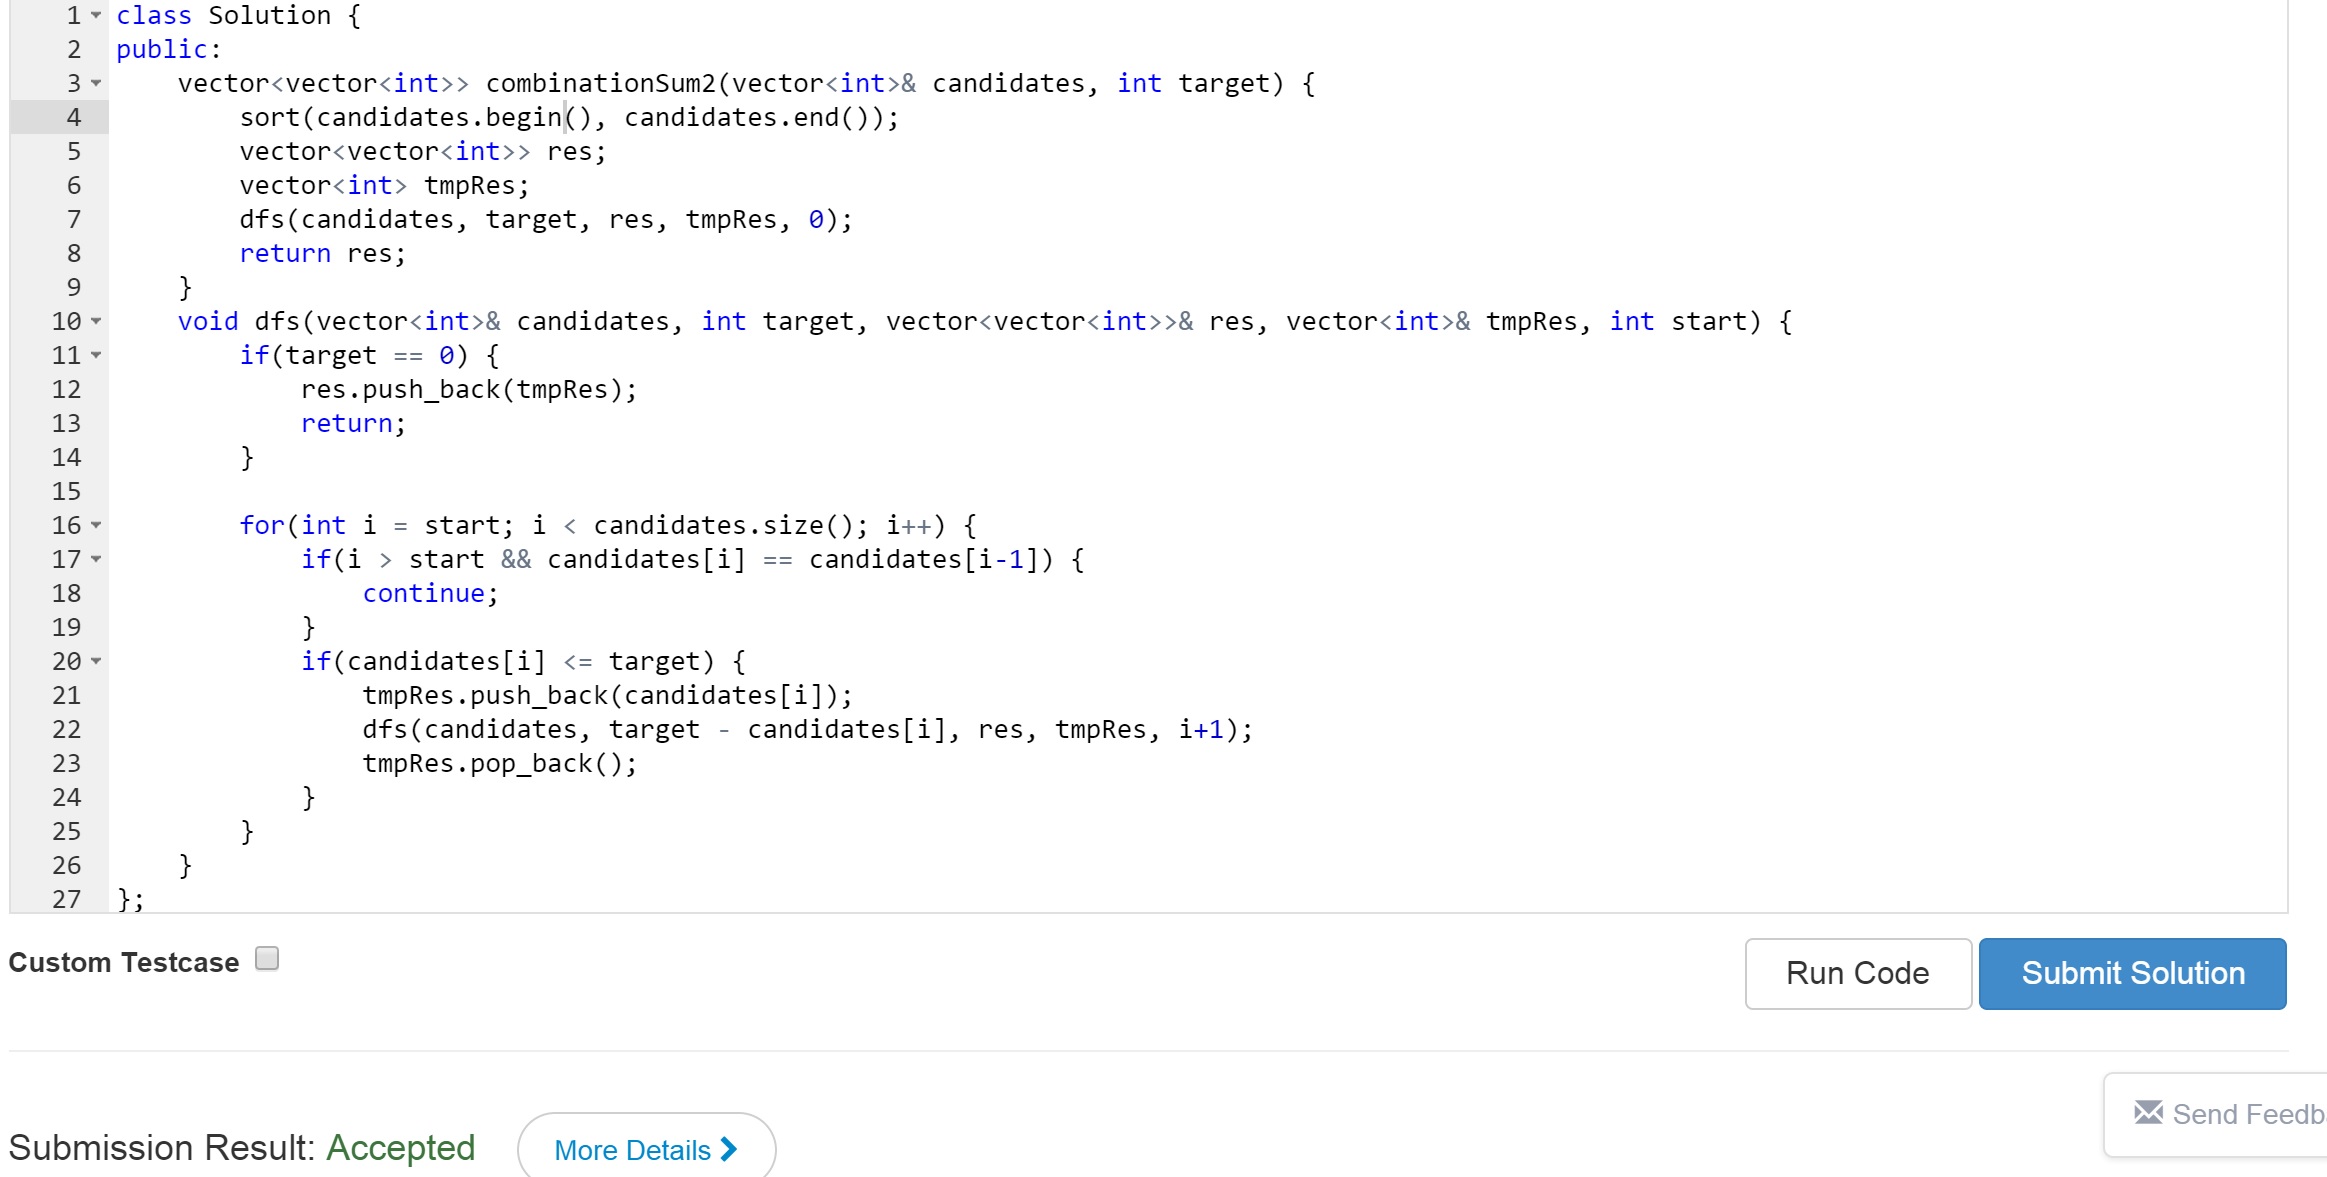 1 class Solution {
2 public:
3     vector<vector<int>> combinationSum2(vector<int>& candidates, int target) {
4         sort(candidates.begin(), candidates.end());
5         vector<vector<int>> res;
6         vector<int> tmpRes;
7         dfs(candidates, target, res, tmpRes, 0);
8         return res;
9     }
10     void dfs(vector<int>& candidates, int target, vector<vector<int>>& res, vector<int>& tmpRes, int start) {
11         if(target == 0) {
12             res.push_back(tmpRes);
13             return;
14         }
15
16         for(int i = start; i < candidates.size(); i++) {
17             if(i > start && candidates[i] == candidates[i-1]) {
18                 continue;
19             }
20             if(candidates[i] <= target) {
21                 tmpRes.push_back(candidates[i]);
22                 dfs(candidates, target - candidates[i], res, tmpRes, i+1);
23                 tmpRes.pop_back();
24             }
25         }
26     }
27 };
Custom Testcase
Run Code Submit Solution
Send Feedb
Submission Result: Accepted More Details